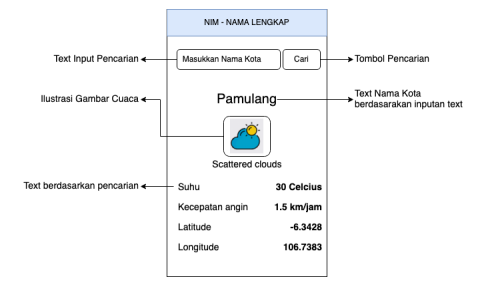 NIM - NAMA LENGKAP
Text Input Pencarian
Masukkan Nama Kota
Cari
Tombol Pencarian
Ilustrasi Gambar Cuaca
Pamulang
Text Nama Kota
berdasarakan inputan text
Scattered clouds
Text berdasarkan pencarian
Suhu 30 Celcius
Kecepatan angin 1.5 km/jam
Latitude -6.3428
Longitude 106.7383